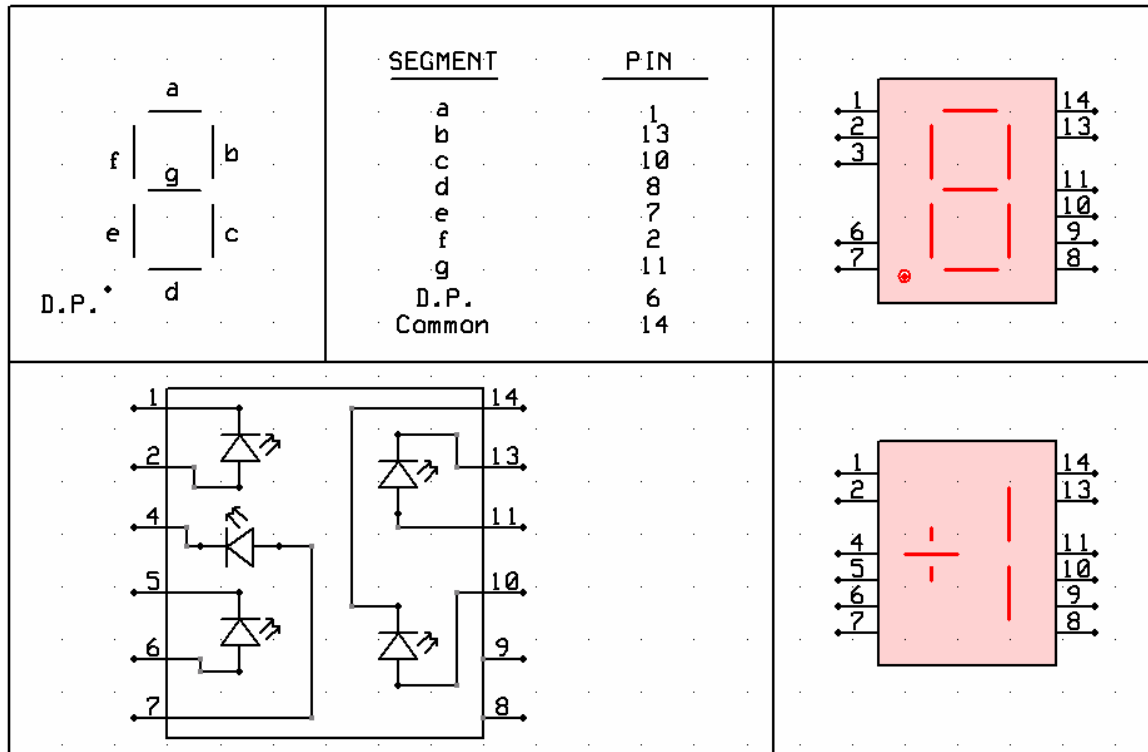 a
f
b
g
e
c
D.P.
d
SEGMENT PIN
a 1
b 13
c 10
d 8
e 7
f 2
g 11
D.P. 6
Common 14
1 14
2 13
3
11
10
6 9
7 8
1 14
2 13
4 11
5 10
6 9
7 8
1 14
2 13
4 11
5 10
6 9
7 8